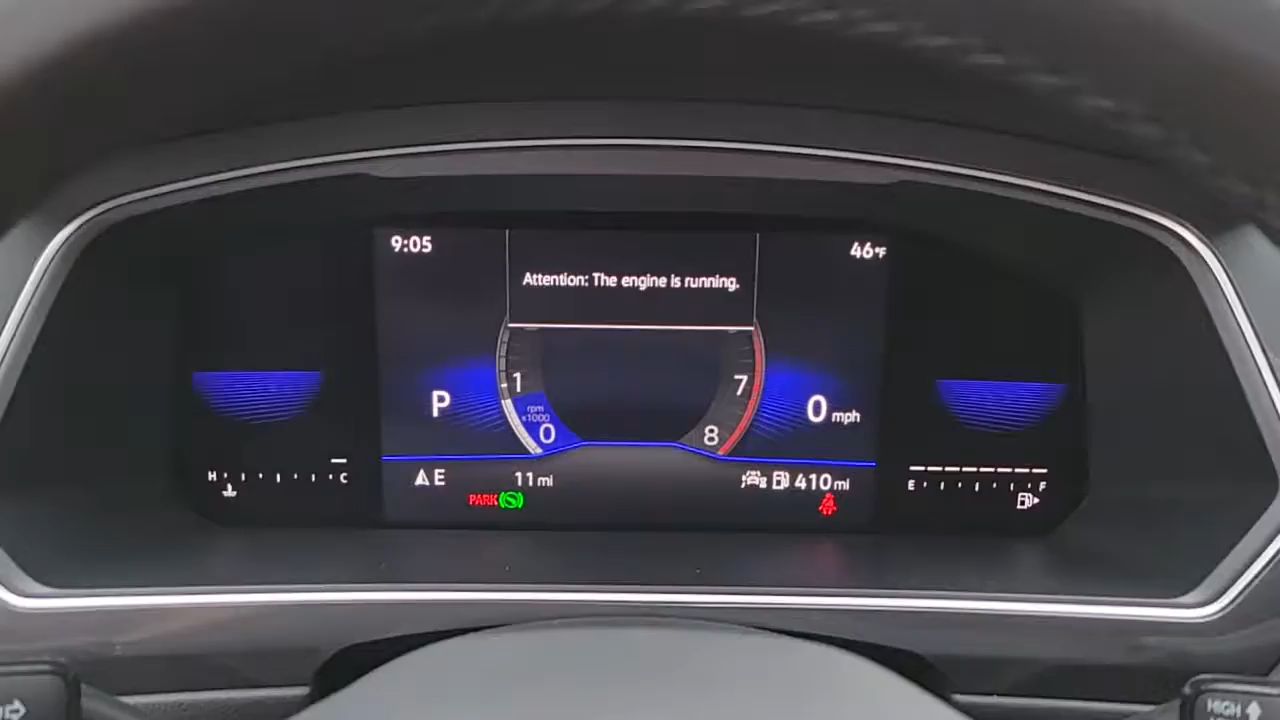 9:05
46°F
Attention: The engine is running.
1
7
P
rpm
x1000
0 mph
0
8
H
C
E
11 mi
410 mi
E
F
PARK
HIGH